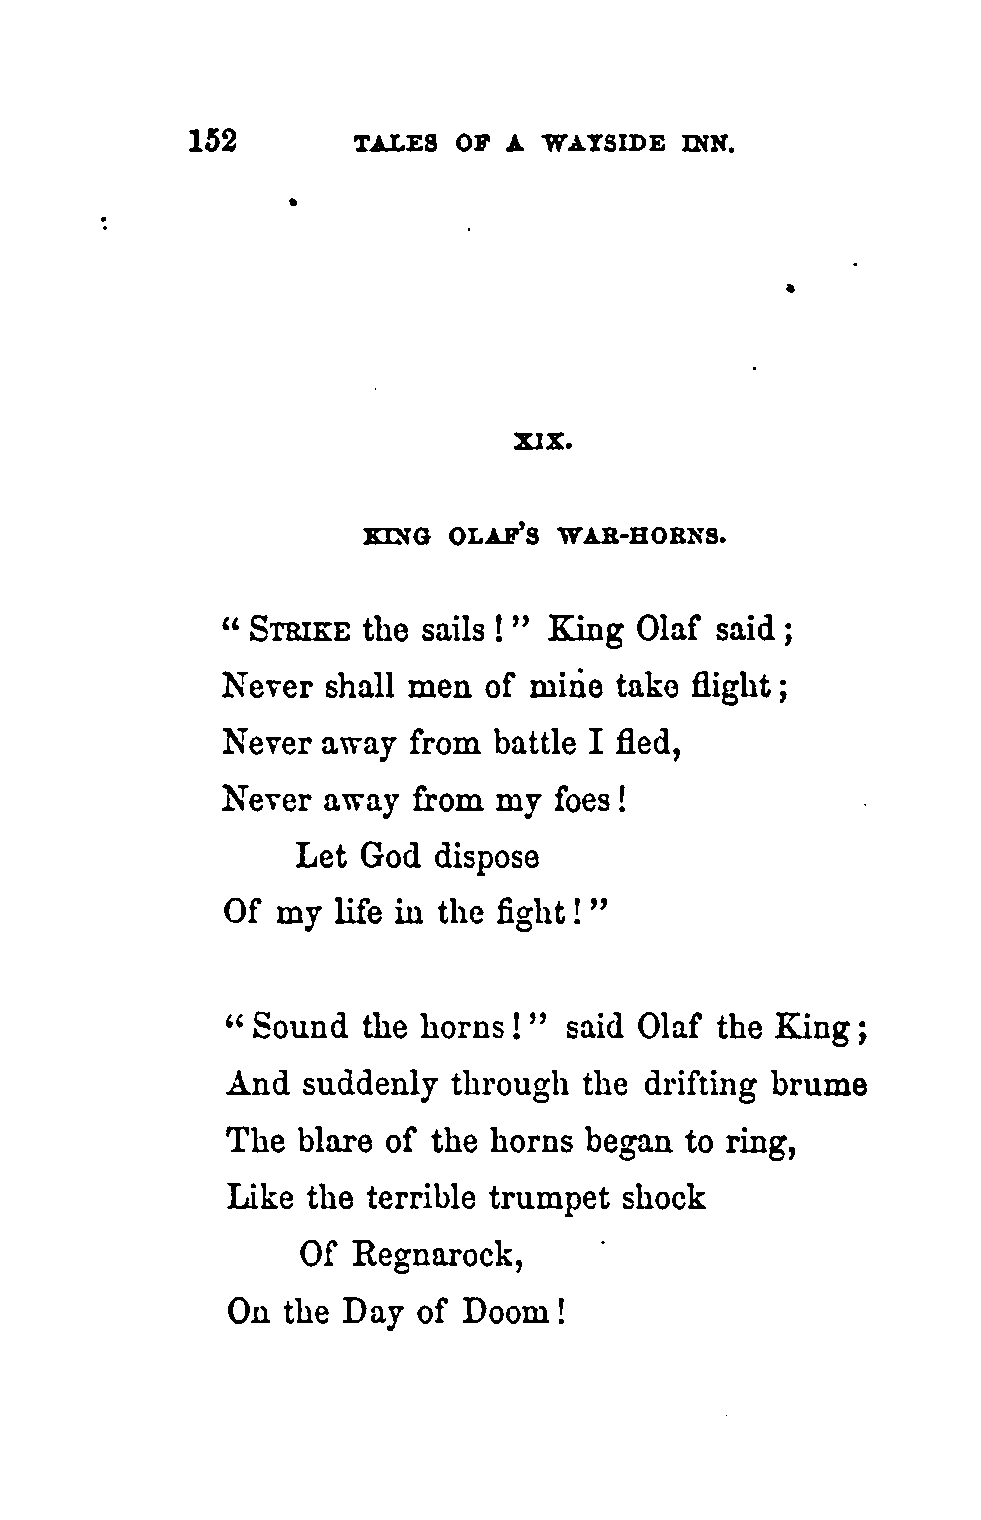 152 TALES OF A WAYSIDE INN.
XIX.
KING OLAF'S WAR-HORNS.
“ STRIKE the sails ! ” King Olaf said ;
Never shall men of mine take flight ;
Never away from battle I fled,
Never away from my foes !
Let God dispose
Of my life in the fight ! ”
“ Sound the horns ! ” said Olaf the King ;
And suddenly through the drifting brume
The blare of the horns began to ring,
Like the terrible trumpet shock
Of Regnarock,
On the Day of Doom !